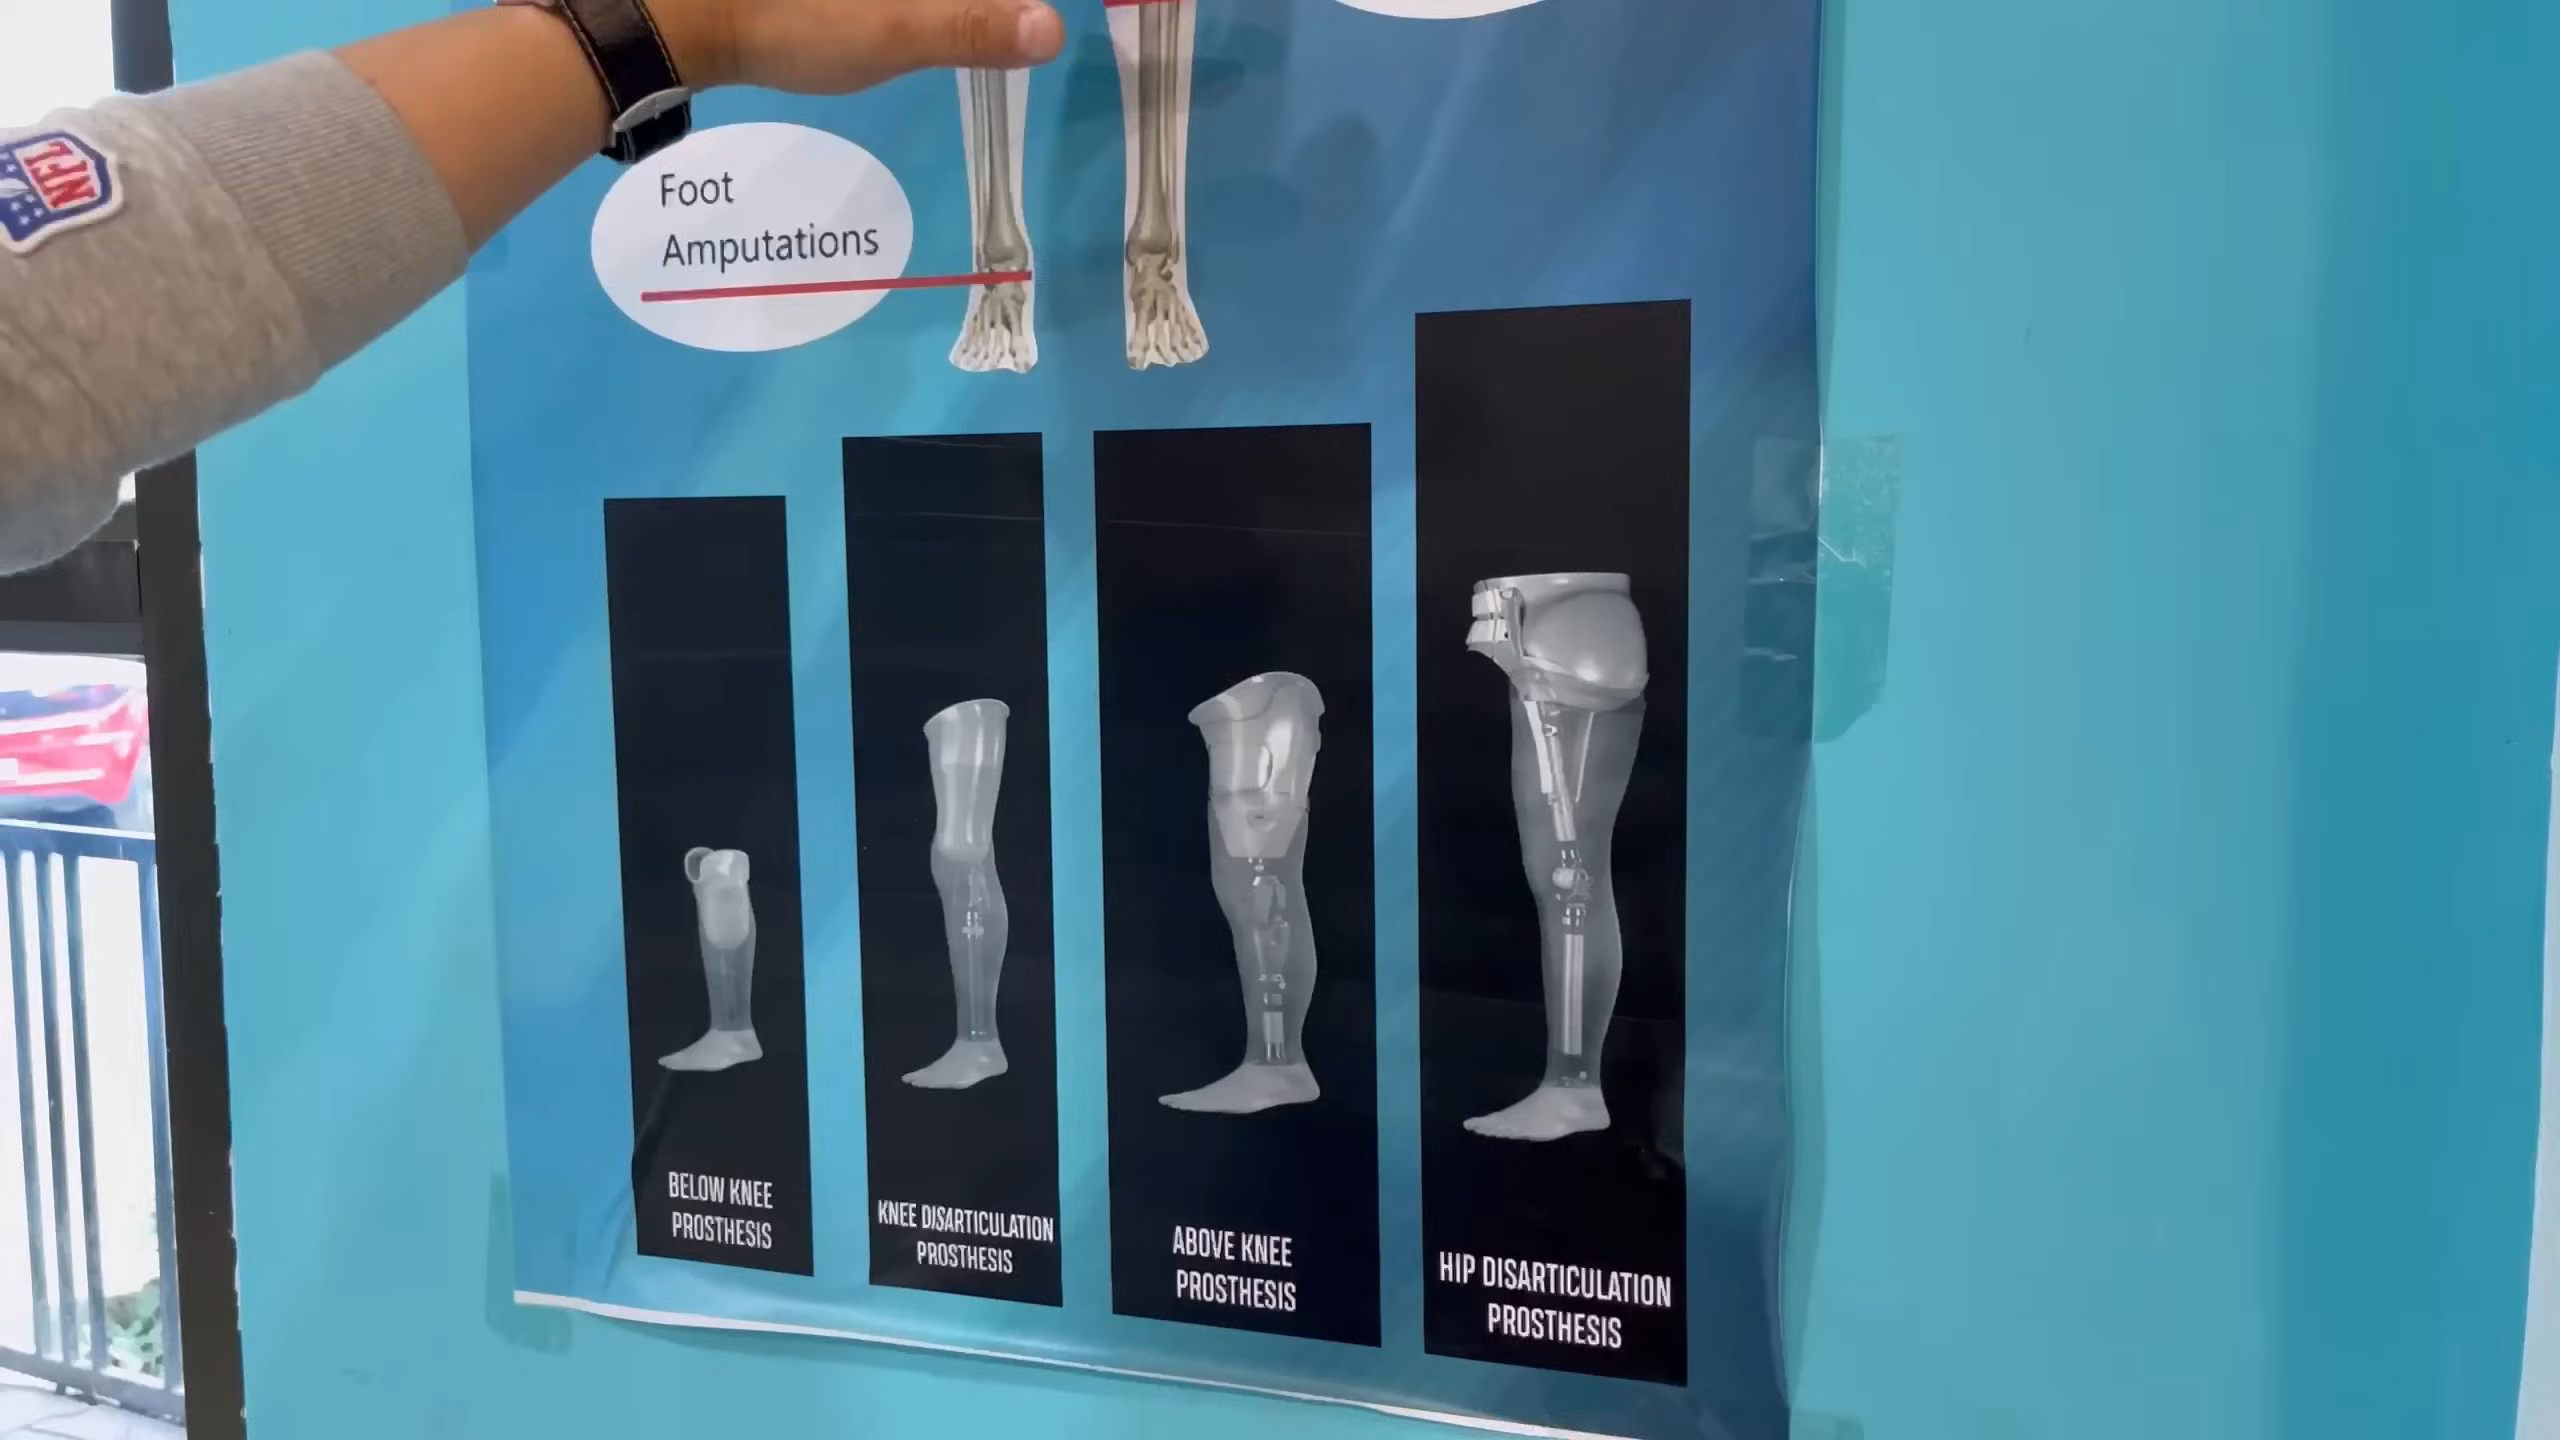 NFL
Foot
Amputations
BELOW KNEE
PROSTHESIS
KNEE DISARTICULATION
PROSTHESIS
ABOVE KNEE
PROSTHESIS
HIP DISARTICULATION
PROSTHESIS